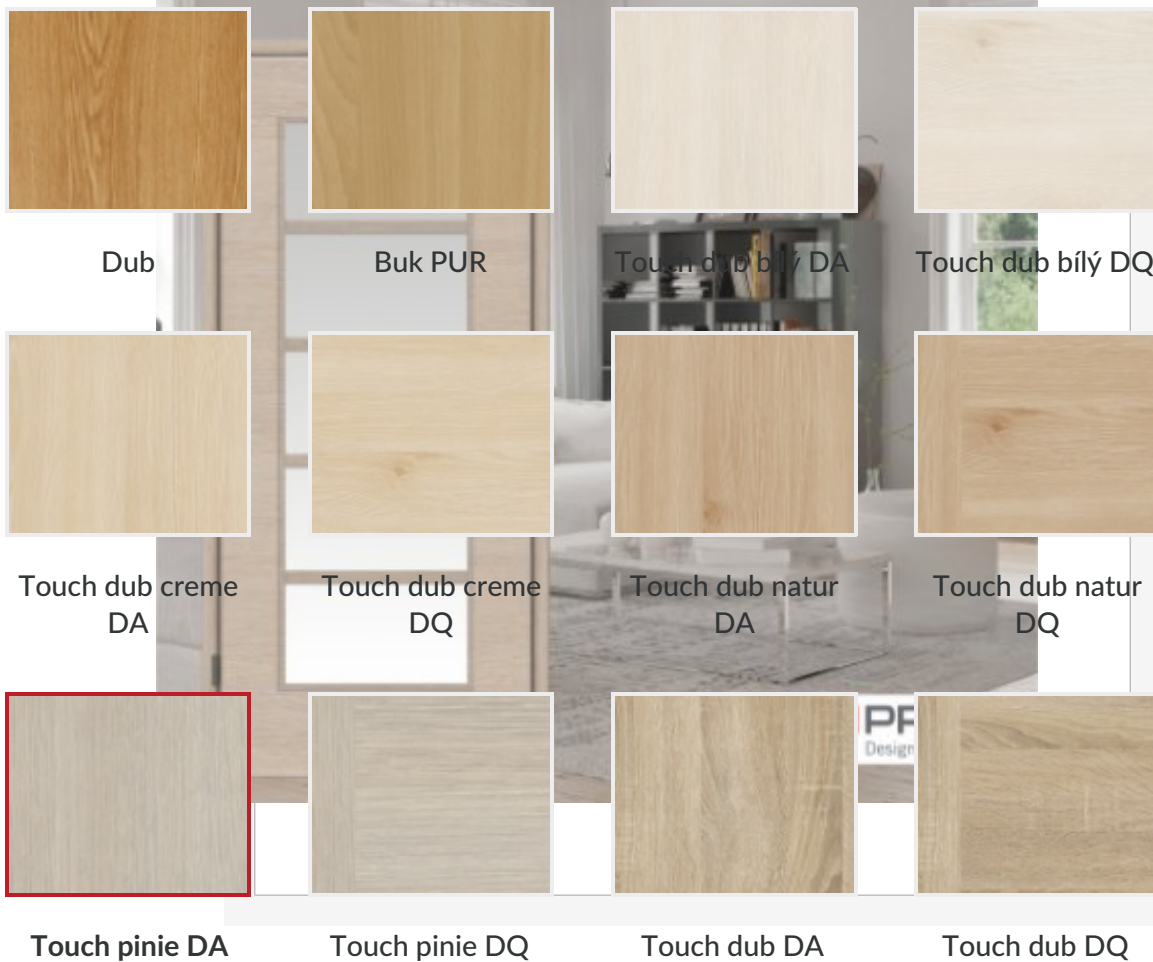 Dub
Buk PUR
Touch dub bílý DA
Touch dub bílý DQ
Touch dub creme
DA
Touch dub creme
DQ
Touch dub natur
DA
Touch dub natur
DQ
Design
Touch pinie DA
Touch pinie DQ
Touch dub DA
Touch dub DQ